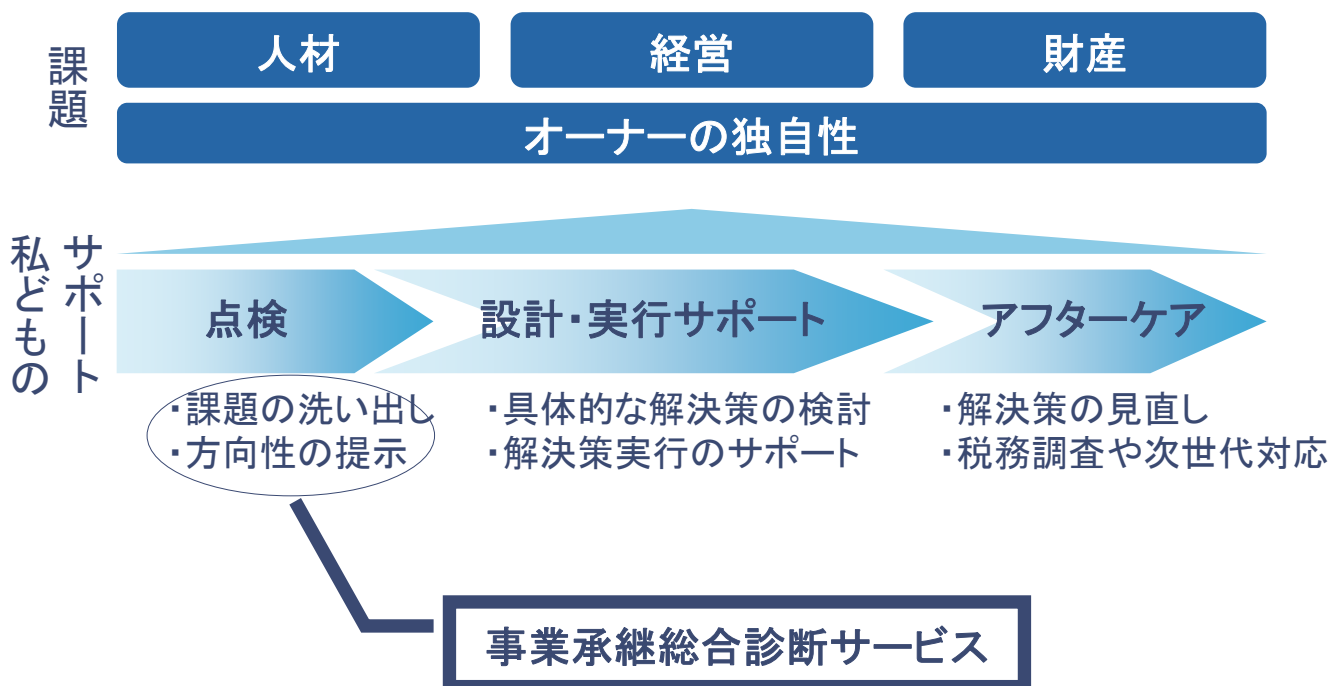 課題
人材
経営
財産
オーナーの独自性
私どもの
サポート
点検
設計・実行サポート
アフターケア
・課題の洗い出し
・方向性の提示
・具体的な解決策の検討
・解決策実行のサポート
・解決策の見直し
・税務調査や次世代対応
事業承継総合診断サービス